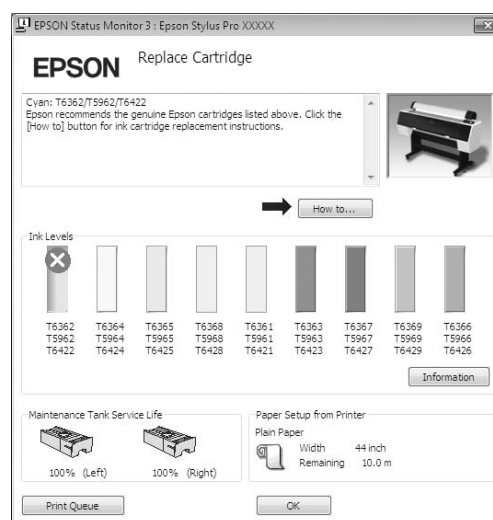 EPSON Status Monitor 3 : Epson Stylus Pro XXXXX
EPSON
Replace Cartridge
Cyan: T6362/T5962/T6422
Epson recommends the genuine Epson cartridges listed above. Click the
[How to] button for ink cartridge replacement instructions.
How to...
Ink Levels
T6362 T6364 T6365 T6368 T6361 T6363 T6367 T6369 T6366
T5962 T5964 T5965 T5968 T5961 T5963 T5967 T5969 T5966
T6422 T6424 T6425 T6428 T6421 T6423 T6427 T6429 T6426
Information
Maintenance Tank Service Life
100% (Left) 100% (Right)
Paper Setup from Printer
Plain Paper
Width 44 inch
Remaining 10.0 m
Print Queue
OK